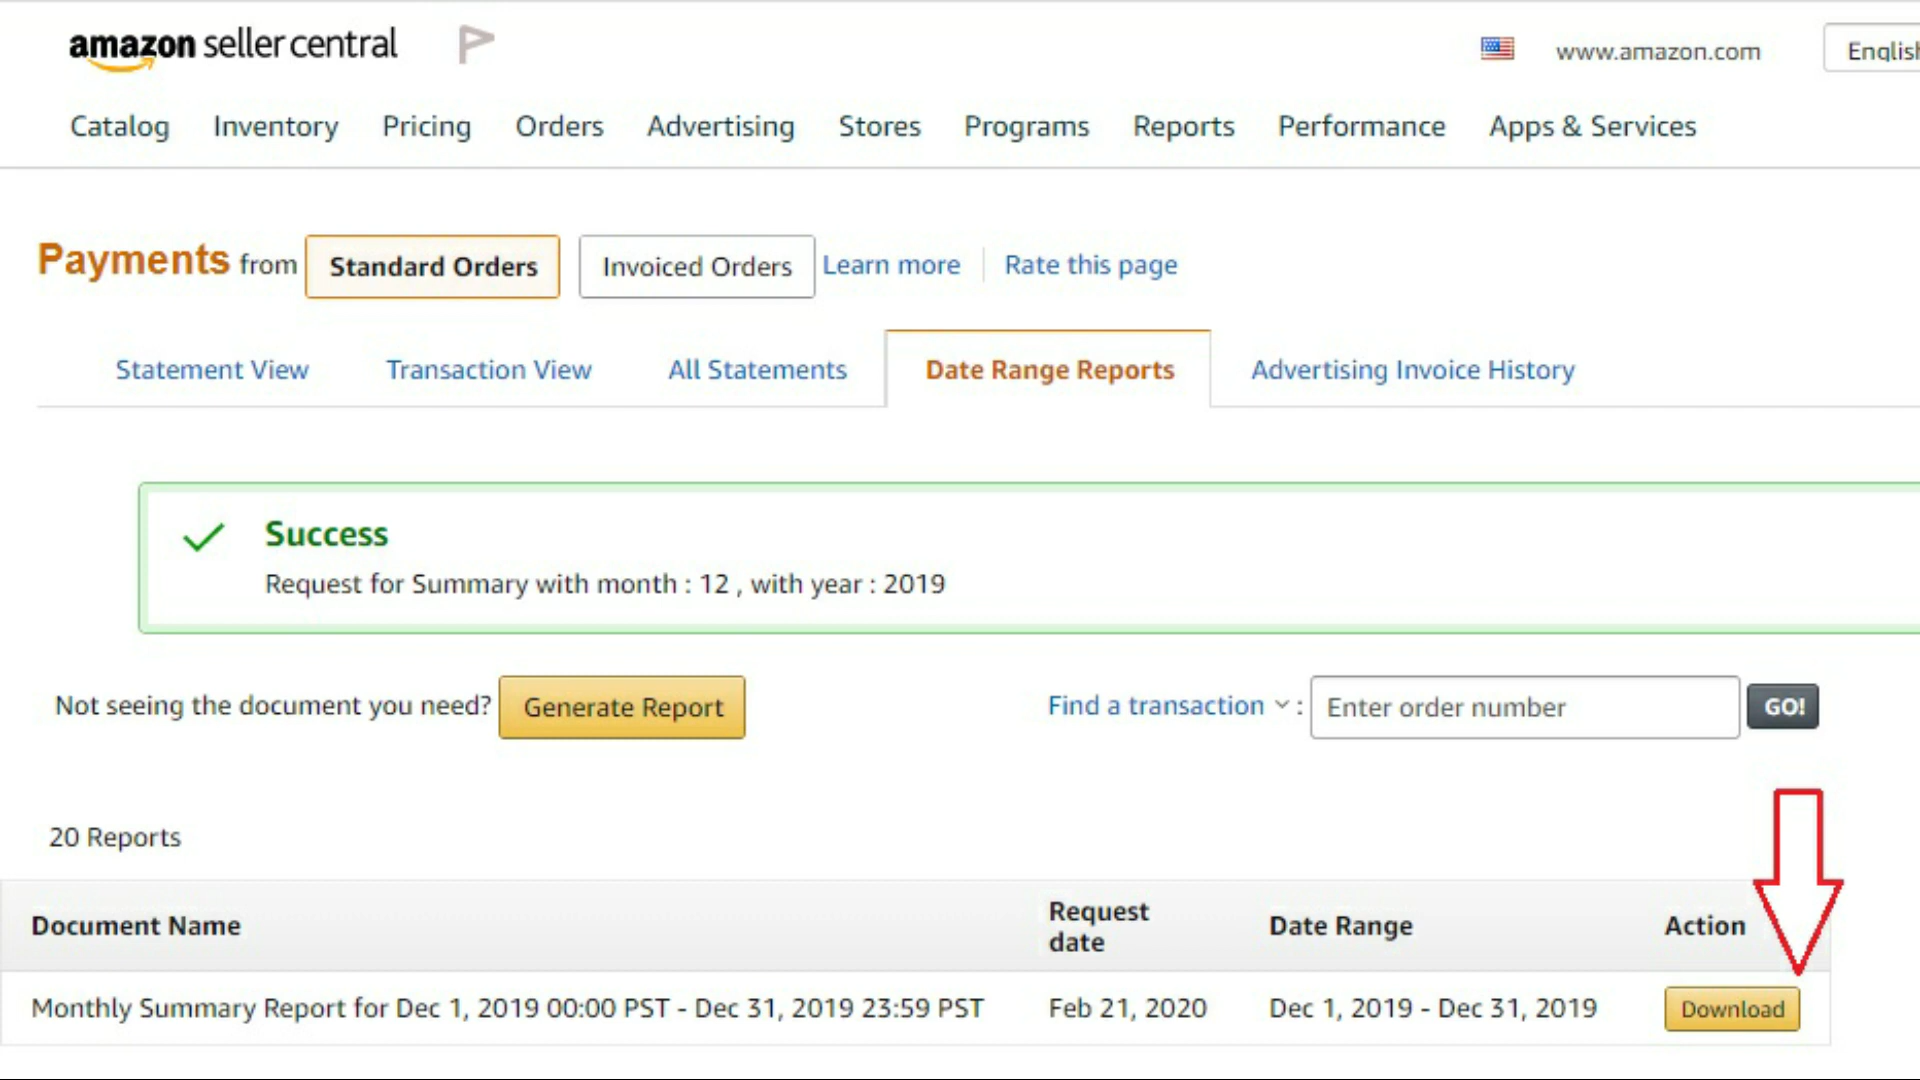 amazon seller central
www.amazon.com
English
Catalog Inventory Pricing Orders Advertising Stores Programs Reports Performance Apps & Services
Payments from Standard Orders Invoiced Orders Learn more Rate this page
Statement View Transaction View All Statements Date Range Reports Advertising Invoice History
Success
Request for Summary with month : 12 , with year : 2019
Not seeing the document you need? Generate Report Find a transaction : Enter order number GO!
20 Reports
Document Name Request date Date Range Action
Monthly Summary Report for Dec 1, 2019 00:00 PST - Dec 31, 2019 23:59 PST Feb 21, 2020 Dec 1, 2019 - Dec 31, 2019 Download